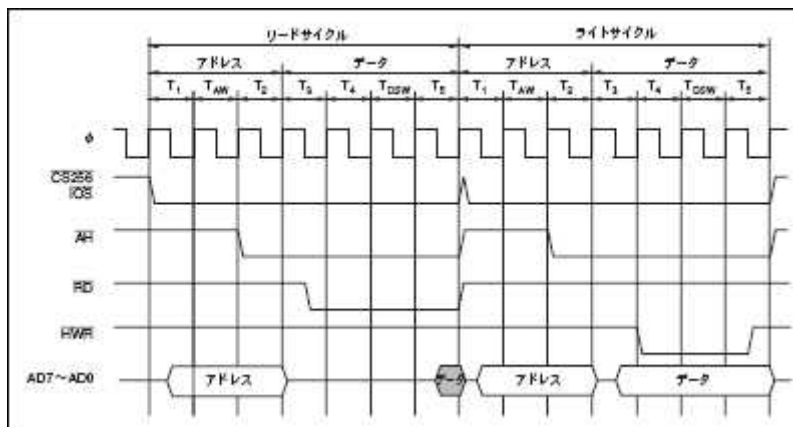 リードサイクル ライトサイクル
アドレス データ アドレス データ
T1 TAW T2 T3 T4 TDSW T5 T1 TAW T2 T3 T4 TDSW T5
φ
CS256
IOS
AH
RD
HWR
AD7～AD0 アドレス データ アドレス データ